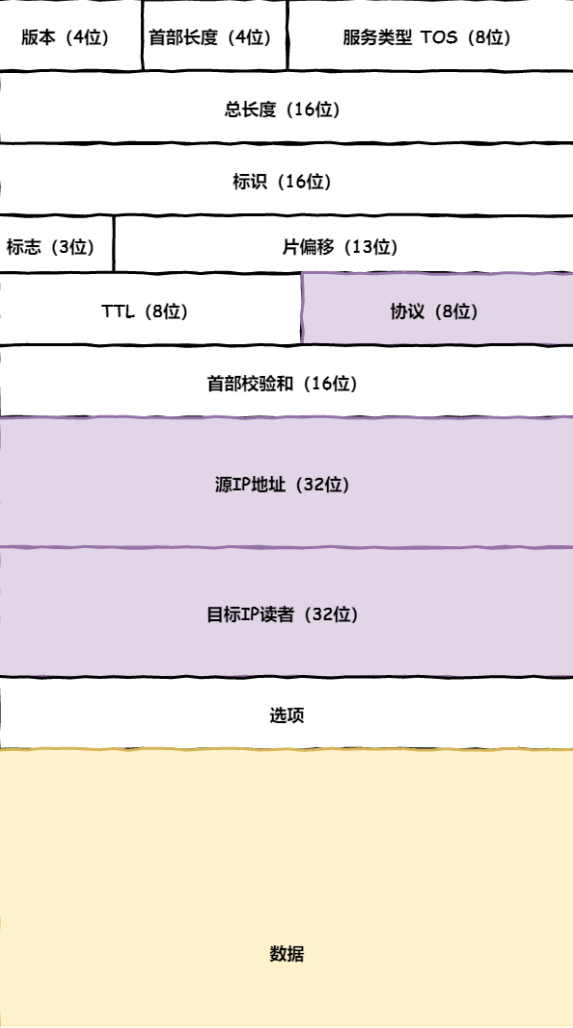 版本（4位） 首部长度（4位） 服务类型 TOS（8位）
总长度（16位）
标识（16位）
标志（3位） 片偏移（13位）
TTL（8位） 协议（8位）
首部校验和（16位）
源IP地址（32位）
目标IP读者（32位）
选项
数据